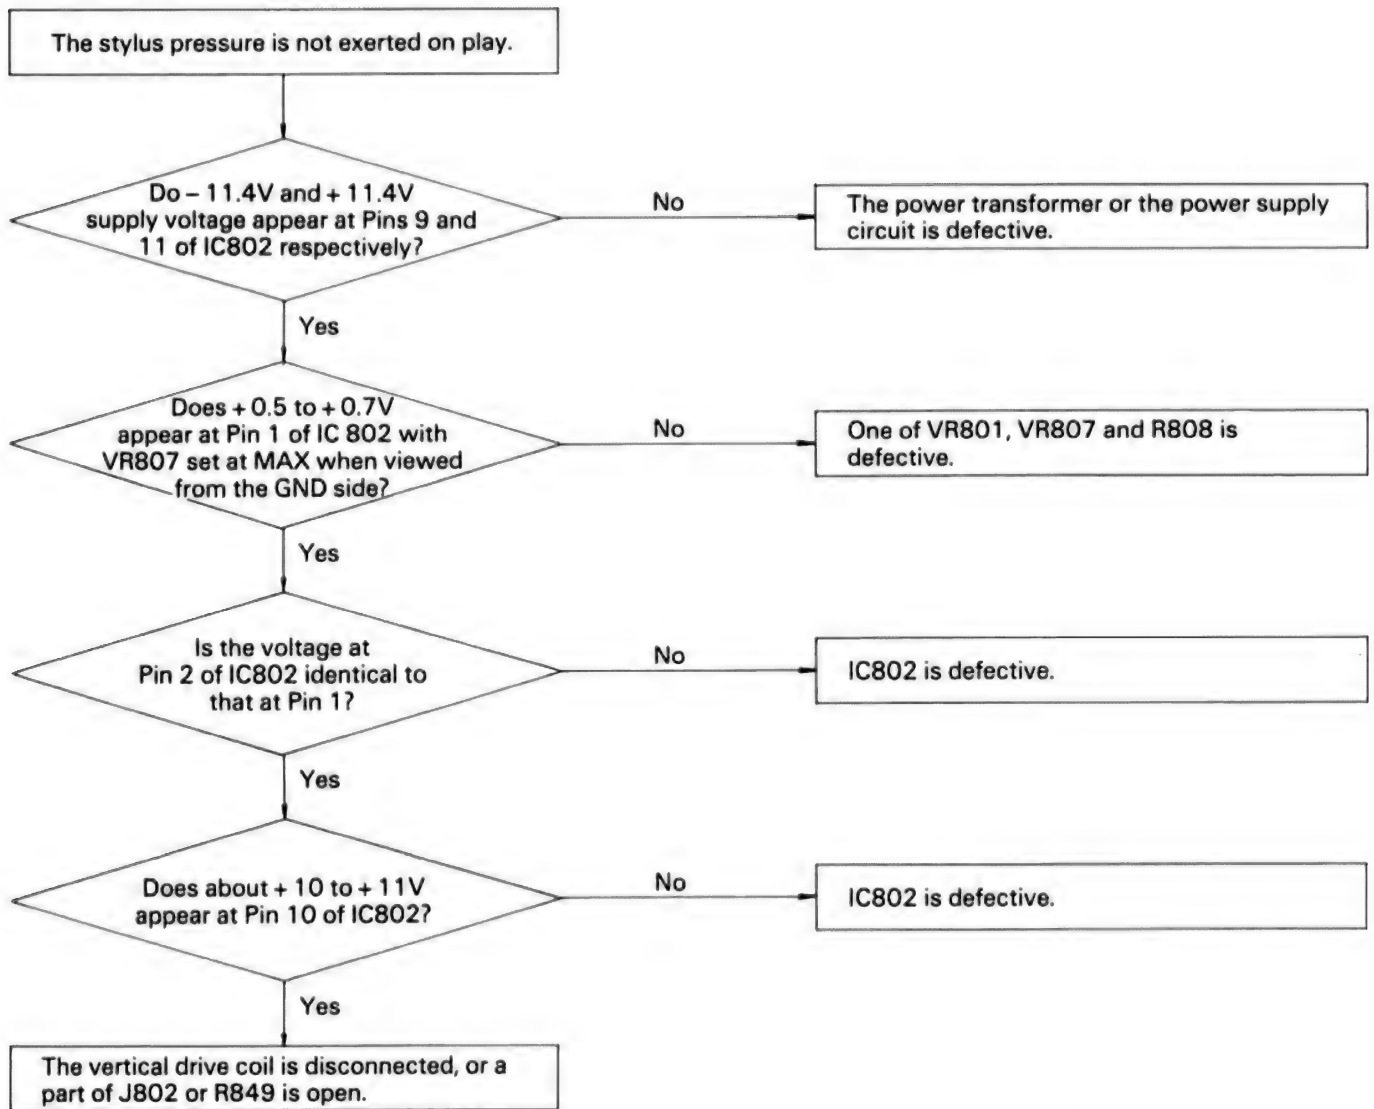 The stylus pressure is not exerted on play.
Do – 11.4V and + 11.4V
supply voltage appear at Pins 9 and
11 of IC802 respectively?
No
The power transformer or the power supply
circuit is defective.
Yes
Does + 0.5 to + 0.7V
appear at Pin 1 of IC 802 with
VR807 set at MAX when viewed
from the GND side?
No
One of VR801, VR807 and R808 is
defective.
Yes
Is the voltage at
Pin 2 of IC802 identical to
that at Pin 1?
No
IC802 is defective.
Yes
Does about + 10 to + 11V
appear at Pin 10 of IC802?
No
IC802 is defective.
Yes
The vertical drive coil is disconnected, or a
part of J802 or R849 is open.